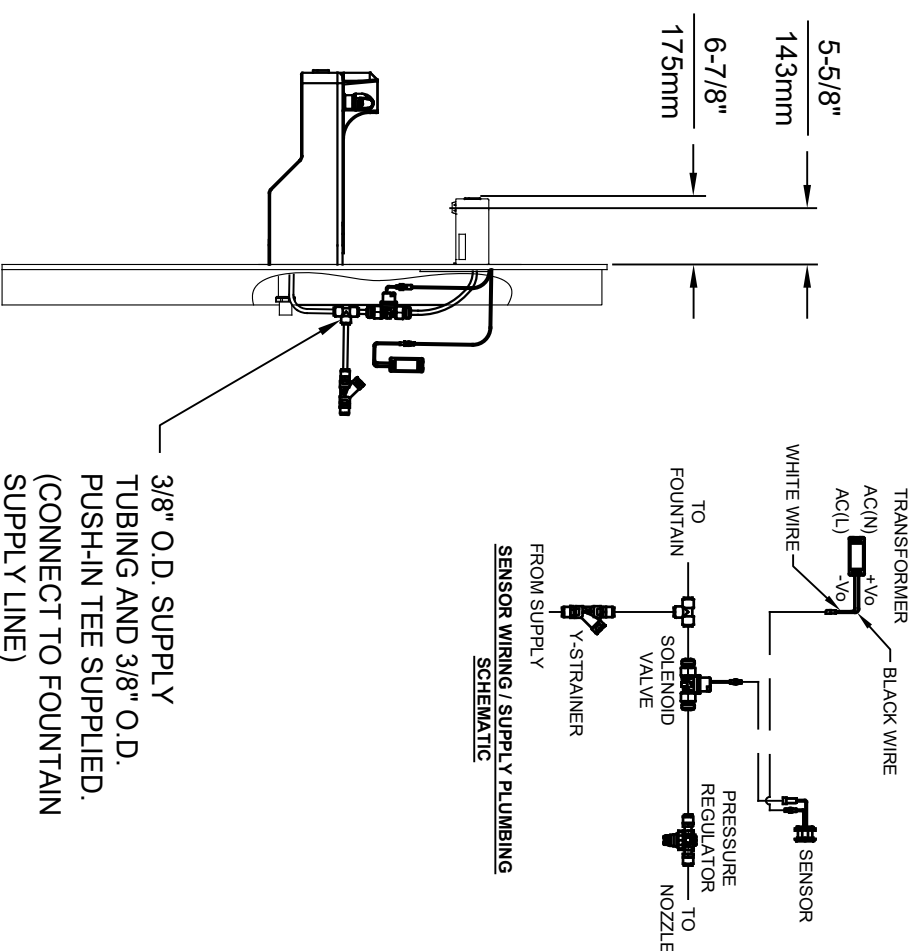 5-5/8"
143mm
6-7/8"
175mm
3/8" O.D. SUPPLY
TUBING AND 3/8" O.D.
PUSH-IN TEE SUPPLIED.
(CONNECT TO FOUNTAIN
SUPPLY LINE)
TRANSFORMER
AC(N)
AC(L)
+Vo
-Vo
WHITE WIRE
BLACK WIRE
SENSOR
TO
FOUNTAIN
SOLENOID
VALVE
PRESSURE
REGULATOR
TO
NOZZLE
Y-STRAINER
FROM SUPPLY
SENSOR WIRING / SUPPLY PLUMBING
SCHEMATIC